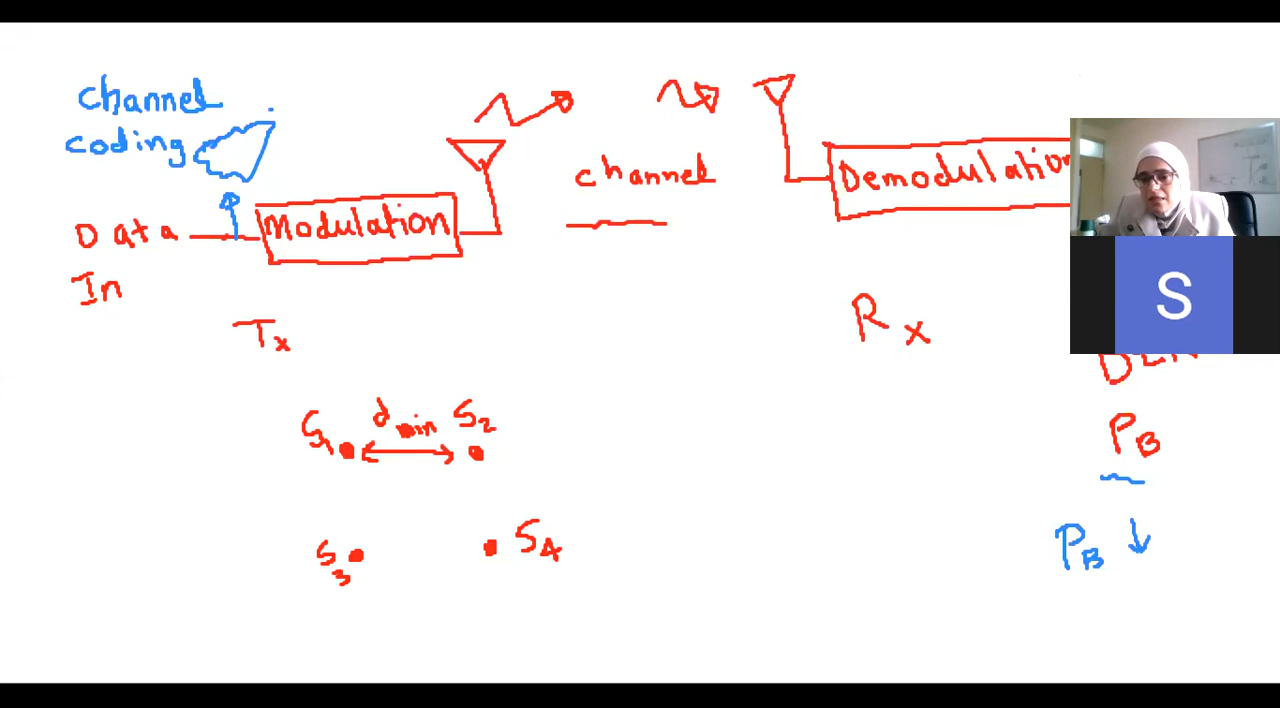 channel
coding
Data
In
Modulation
Tx
channel
Demodulation
Rx
S
PB
PB ↓
S1 dmin S2
S3
S4